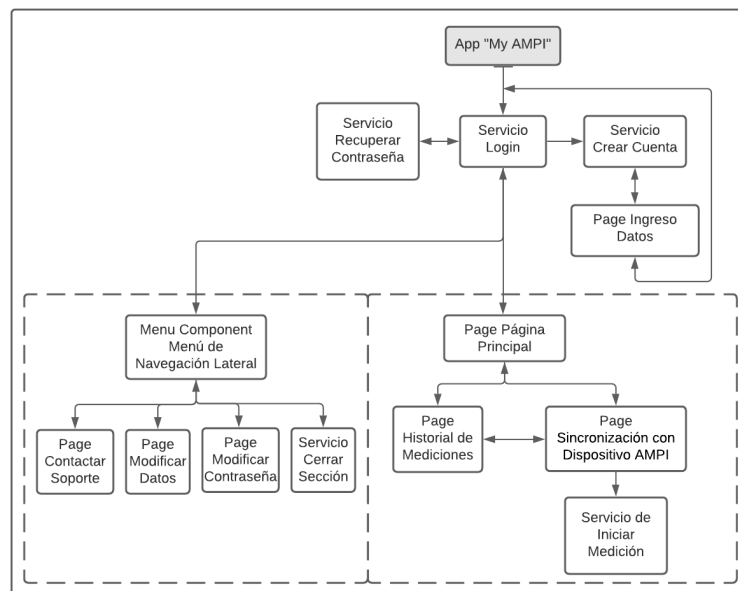 App "My AMPI"
Servicio
Recuperar
Contraseña
Servicio
Login
Servicio
Crear Cuenta
Page Ingreso
Datos
Menu Component
Menú de
Navegación Lateral
Page Página
Principal
Page
Contactar
Soporte
Page
Modificar
Datos
Page
Modificar
Contraseña
Servicio
Cerrar
Sección
Page
Historial de
Mediciones
Page
Sincronización con
Dispositivo AMPI
Servicio de
Iniciar
Medición